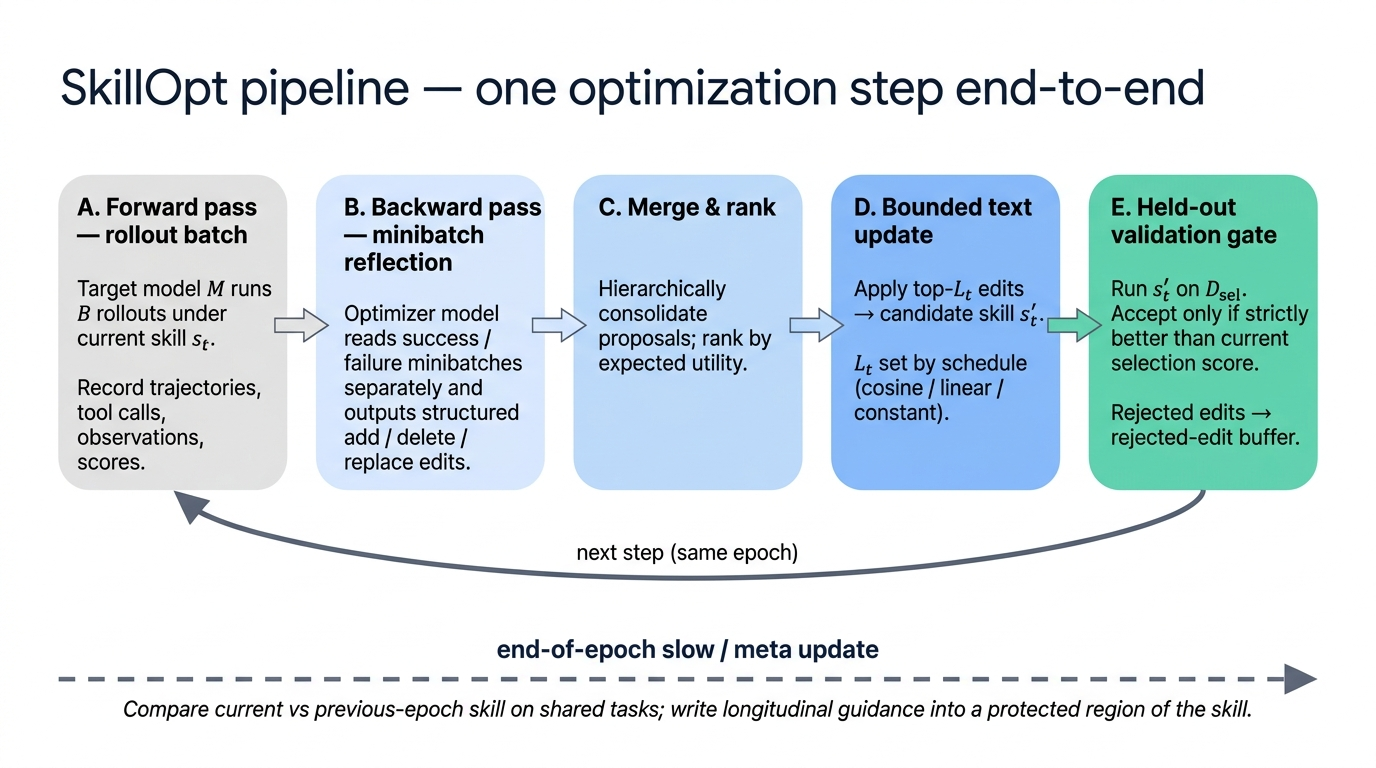 SkillOpt pipeline — one optimization step end-to-end
A. Forward pass
— rollout batch
Target model M runs
B rollouts under
current skill sₜ.
Record trajectories,
tool calls,
observations,
scores.
B. Backward pass
— minibatch
reflection
Optimizer model
reads success /
failure minibatches
separately and
outputs structured
add / delete /
replace edits.
C. Merge & rank
Hierarchically
consolidate
proposals; rank by
expected utility.
D. Bounded text
update
Apply top-Lₜ edits
→ candidate skill s′ₜ.
Lₜ set by schedule
(cosine / linear /
constant).
E. Held-out
validation gate
Run s′ₜ on D_sel.
Accept only if strictly
better than current
selection score.
Rejected edits →
rejected-edit buffer.
next step (same epoch)
end-of-epoch slow / meta update
Compare current vs previous-epoch skill on shared tasks; write longitudinal guidance into a protected region of the skill.